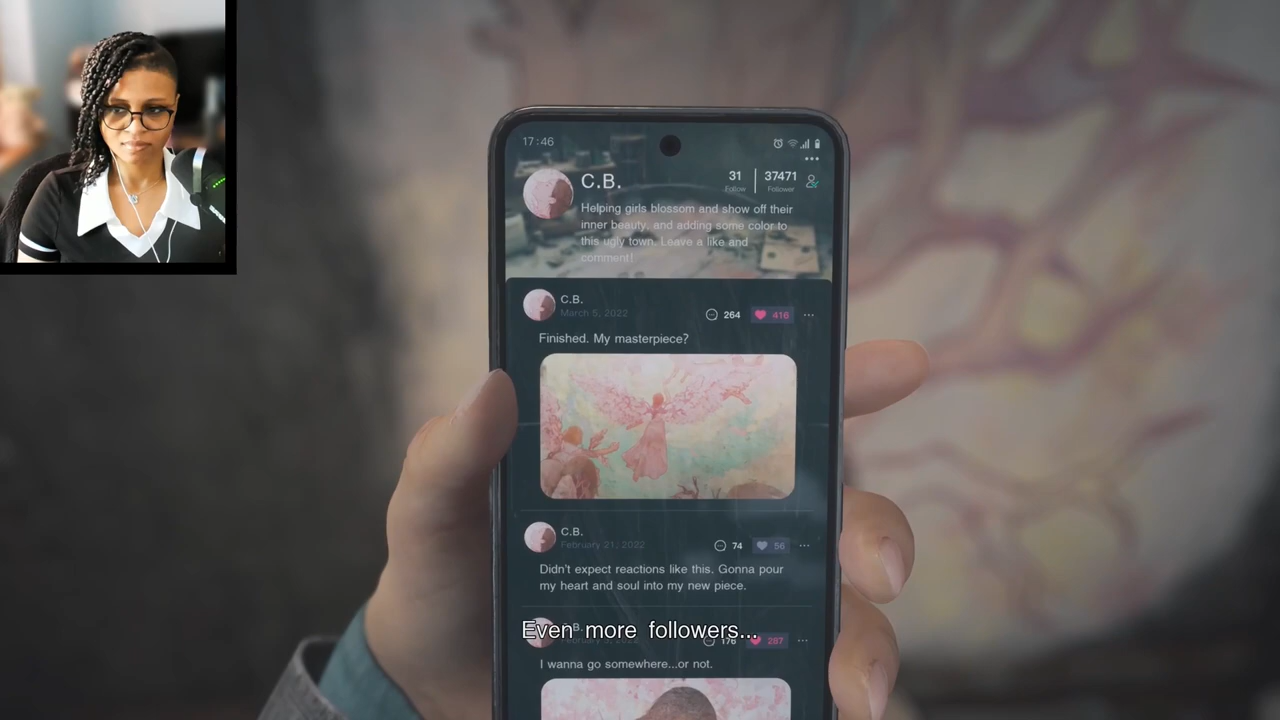 17:46
C.B.
31
37471
Follow
Follower
Helping girls blossom and show off their
inner beauty, and adding some color to
this ugly town. Leave a like and
comment!
C.B.
March 5, 2022
264
416
Finished. My masterpiece?
C.B.
February 21, 2022
74
56
Didn't expect reactions like this. Gonna pour
my heart and soul into my new piece.
C.B.
176
287
Even more followers...
I wanna go somewhere...or not.